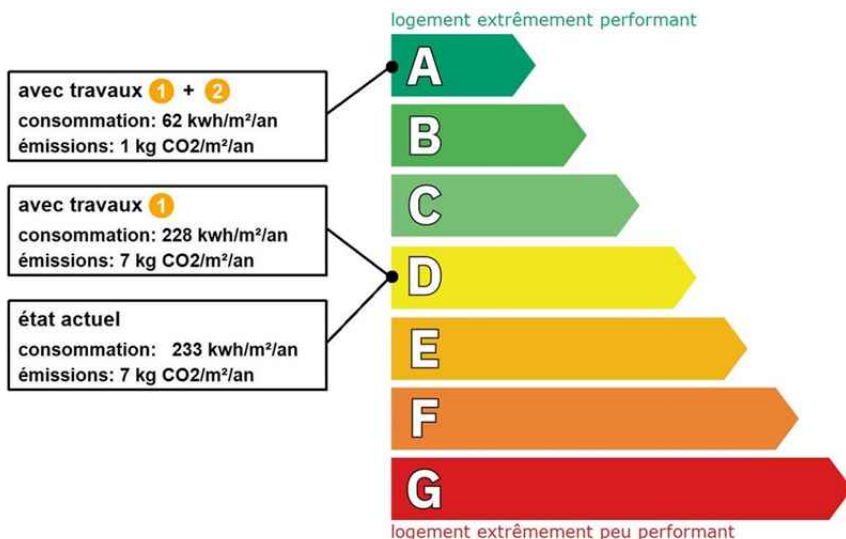 logement extrêmement performant
A
avec travaux 1 + 2
consommation: 62 kwh/m²/an
émissions: 1 kg CO2/m²/an
B
C
avec travaux 1
consommation: 228 kwh/m²/an
émissions: 7 kg CO2/m²/an
D
état actuel
consommation: 233 kwh/m²/an
émissions: 7 kg CO2/m²/an
E
F
G
logement extrêmement peu performant